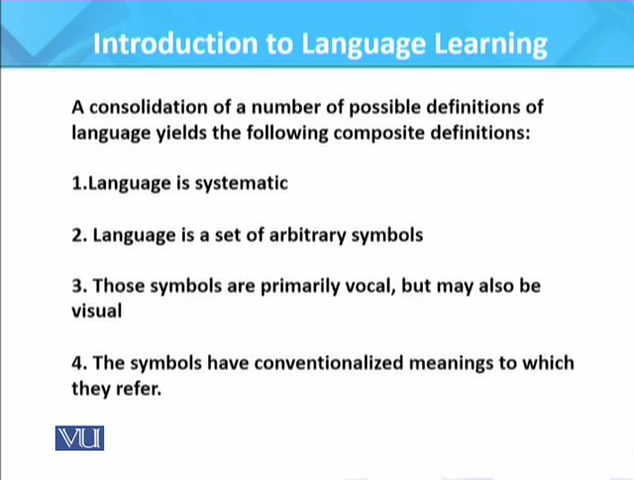 Introduction to Language Learning
A consolidation of a number of possible definitions of
language yields the following composite definitions:
1.Language is systematic
2. Language is a set of arbitrary symbols
3. Those symbols are primarily vocal, but may also be
visual
4. The symbols have conventionalized meanings to which
they refer.
VU